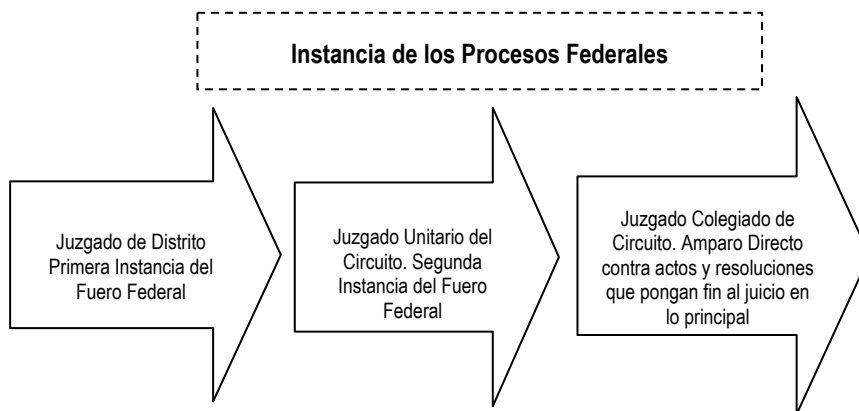 Instancia de los Procesos Federales
Juzgado de Distrito
Primera Instancia del
Fuero Federal
Juzgado Unitario del
Circuito. Segunda
Instancia del Fuero
Federal
Juzgado Colegiado de
Circuito. Amparo Directo
contra actos y resoluciones
que pongan fin al juicio en
lo principal